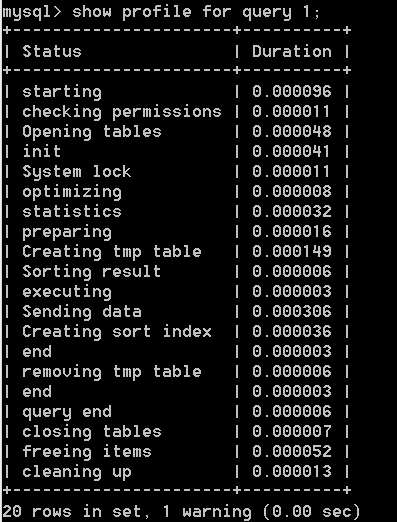 mysql> show profile for query 1;
+----------------------+----------+
| Status               | Duration |
+----------------------+----------+
| starting             | 0.000096 |
| checking permissions | 0.000011 |
| Opening tables       | 0.000048 |
| init                 | 0.000041 |
| System lock          | 0.000011 |
| optimizing           | 0.000008 |
| statistics           | 0.000032 |
| preparing            | 0.000016 |
| Creating tmp table   | 0.000149 |
| Sorting result       | 0.000006 |
| executing            | 0.000003 |
| Sending data         | 0.000306 |
| Creating sort index  | 0.000036 |
| end                  | 0.000003 |
| removing tmp table   | 0.000006 |
| end                  | 0.000003 |
| query end            | 0.000006 |
| closing tables       | 0.000007 |
| freeing items        | 0.000052 |
| cleaning up          | 0.000013 |
+----------------------+----------+
20 rows in set, 1 warning (0.00 sec)